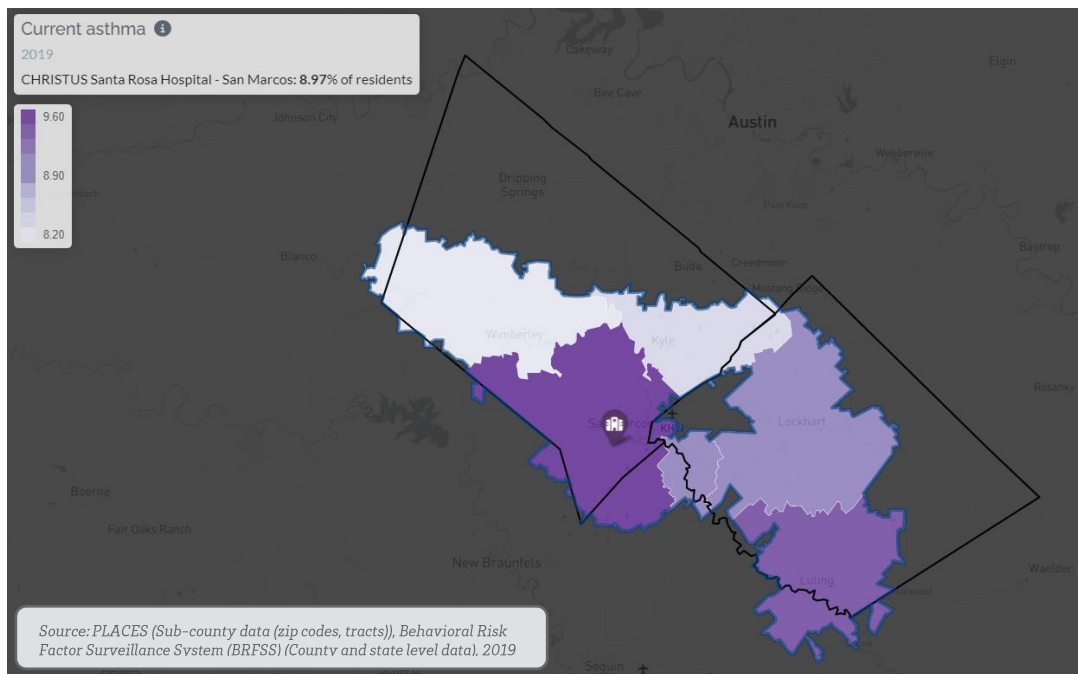 Current asthma
2019
CHRISTUS Santa Rosa Hospital - San Marcos: 8.97% of residents
9.60
8.90
8.20
Lakeway
Elgin
Bee Cave
Johnson City
Austin
Webberville
Dripping
Springs
Pilot Knob
Bastrop
Blanco
Buda
Creedmoor
Mustang Ridge
Wimberley
Kyle
Rosanky
Lockhart
KH
Boerne
Fair Oaks Ranch
New Braunfels
Waelder
Luling
Seguin
Source: PLACES (Sub-county data (zip codes, tracts)), Behavioral Risk
Factor Surveillance System (BRFSS) (County and state level data), 2019